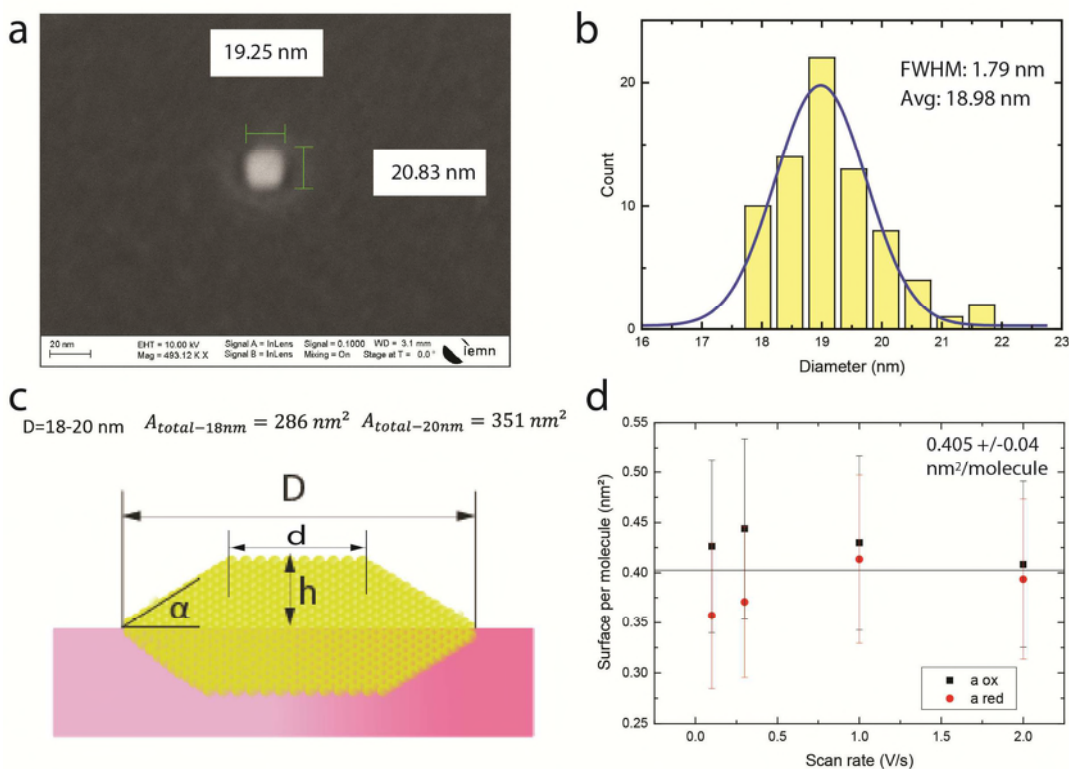 a
19.25 nm
20.83 nm
20 nm
EHT = 10.00 kV
Mag = 493.12 K X
Signal A = InLens
Signal B = InLens
Signal = 0.1000
Mixing = On
WD = 3.1 mm
Stage at T = 0.0°
iemn
b
FWHM: 1.79 nm
Avg: 18.98 nm
Count
20
10
0
16 17 18 19 20 21 22 23
Diameter (nm)
c
D=18-20 nm A_total−18nm = 286 nm² A_total−20nm = 351 nm²
D
d
h
α
d
0.405 +/-0.04
nm²/molecule
Surface per molecule (nm²)
0.55
0.50
0.45
0.40
0.35
0.30
0.25
a ox
a red
0.0 0.5 1.0 1.5 2.0
Scan rate (V/s)